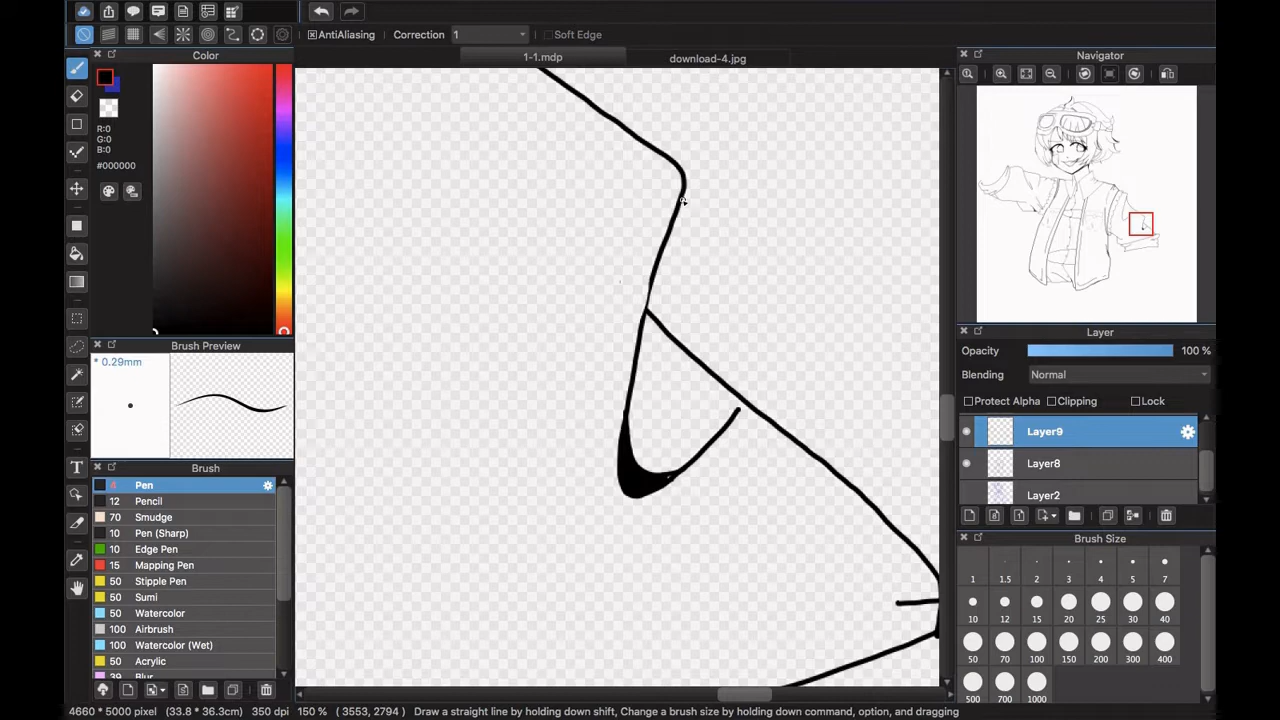 AntiAliasing Correction 1 Soft Edge
Color
1-1.mdp
download-4.jpg
Navigator
R:0
G:0
B:0
#000000
Brush Preview
* 0.29mm
Brush
Pen
12 Pencil
70 Smudge
10 Pen (Sharp)
10 Edge Pen
15 Mapping Pen
50 Stipple Pen
50 Sumi
50 Watercolor
100 Airbrush
100 Watercolor (Wet)
50 Acrylic
39 Blur
Layer
Opacity 100 %
Blending Normal
Protect Alpha Clipping Lock
Layer9
Layer8
Layer2
Brush Size
1 1.5 2 3 4 5 7
10 12 15 20 25 30 40
50 70 100 150 200 300 400
500 700 1000
4660 * 5000 pixel (33.8 * 36.3cm) 350 dpi 150 % ( 3553, 2794 ) Draw a straight line by holding down shift, Change a brush size by holding down command, option, and dragging